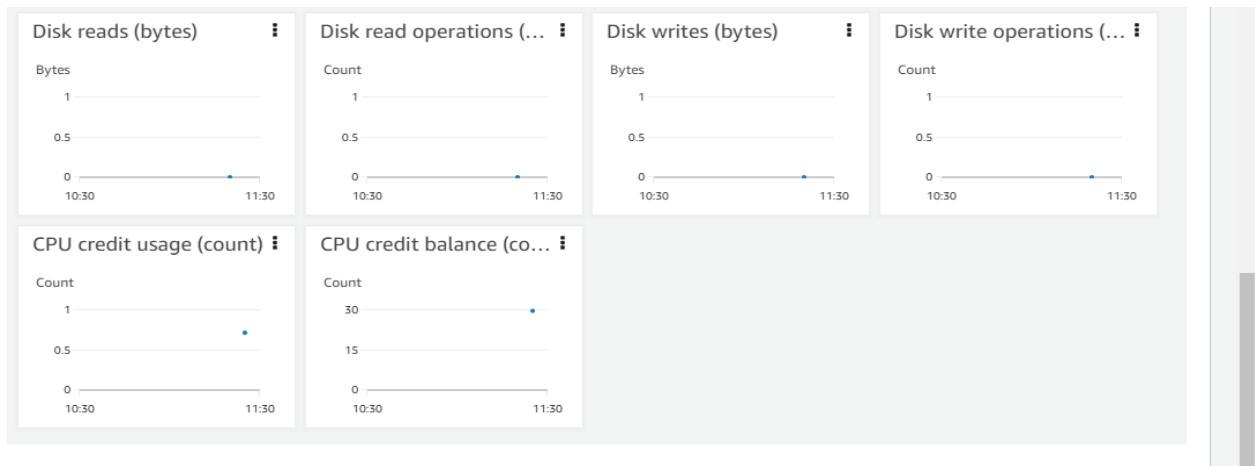 Disk reads (bytes)
Bytes
1
0.5
0
10:30 11:30
Disk read operations (...
Count
1
0.5
0
10:30 11:30
Disk writes (bytes)
Bytes
1
0.5
0
10:30 11:30
Disk write operations (...
Count
1
0.5
0
10:30 11:30
CPU credit usage (count)
Count
1
0.5
0
10:30 11:30
CPU credit balance (co...
Count
30
15
0
10:30 11:30